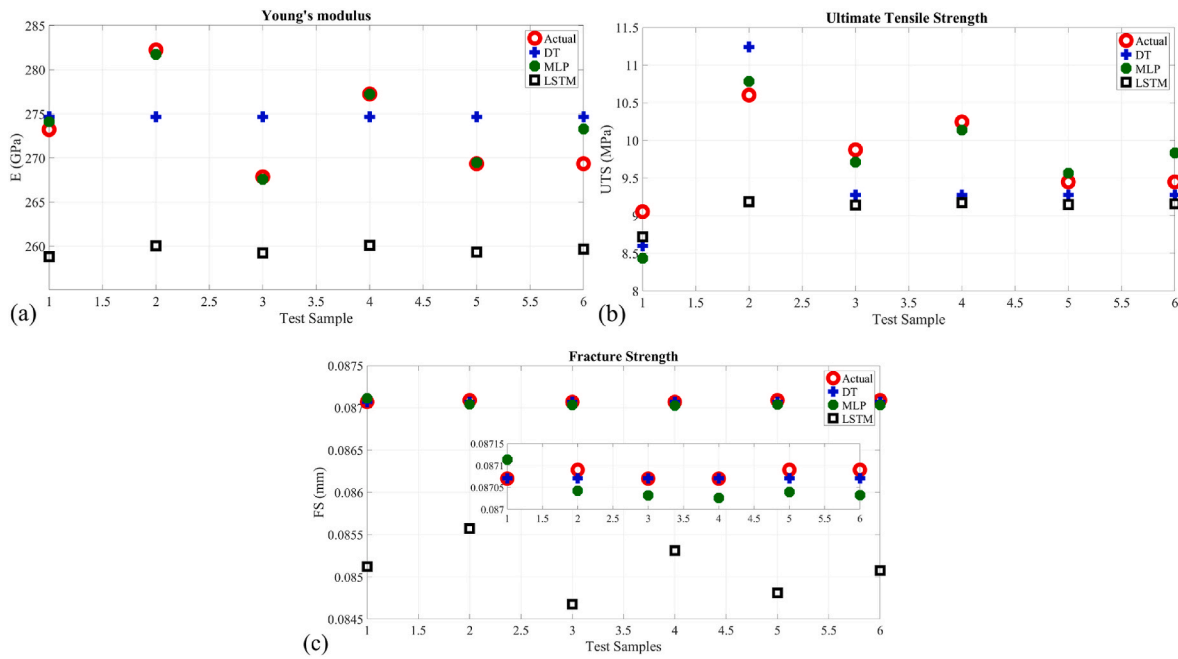 Young's modulus
285
280
275
270
265
260
E (GPa)
Actual
DT
MLP
LSTM
1 1.5 2 2.5 3 3.5 4 4.5 5 5.5 6
Test Sample
(a)
Ultimate Tensile Strength
11.5
11
10.5
10
9.5
9
8.5
8
UTS (MPa)
Actual
DT
MLP
LSTM
1 1.5 2 2.5 3 3.5 4 4.5 5 5.5 6
Test Sample
(b)
Fracture Strength
0.0875
0.087
0.0865
0.086
0.0855
0.085
0.0845
FS (mm)
Actual
DT
MLP
LSTM
0.08715
0.0871
0.08705
0.087
1 1.5 2 2.5 3 3.5 4 4.5 5 5.5 6
1 1.5 2 2.5 3 3.5 4 4.5 5 5.5 6
Test Samples
(c)